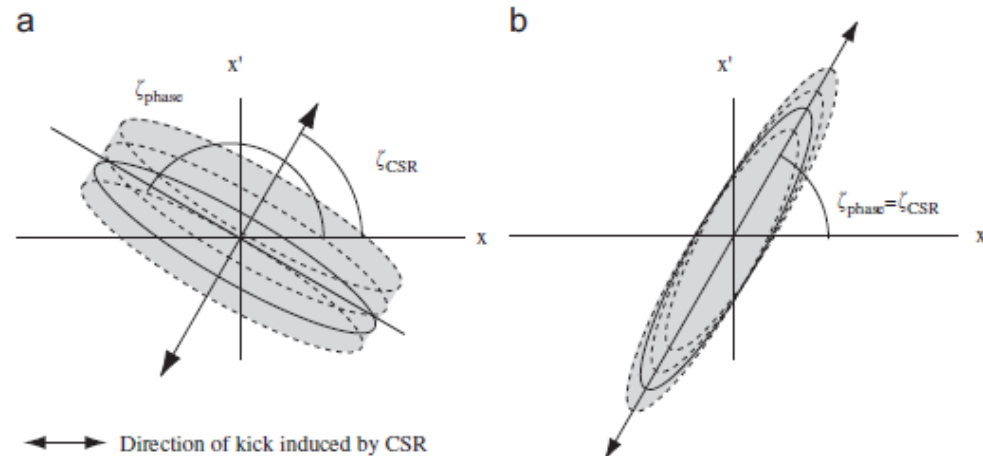 a
b
x'
x'
ζphase
ζCSR
ζphase=ζCSR
x
x
Direction of kick induced by CSR